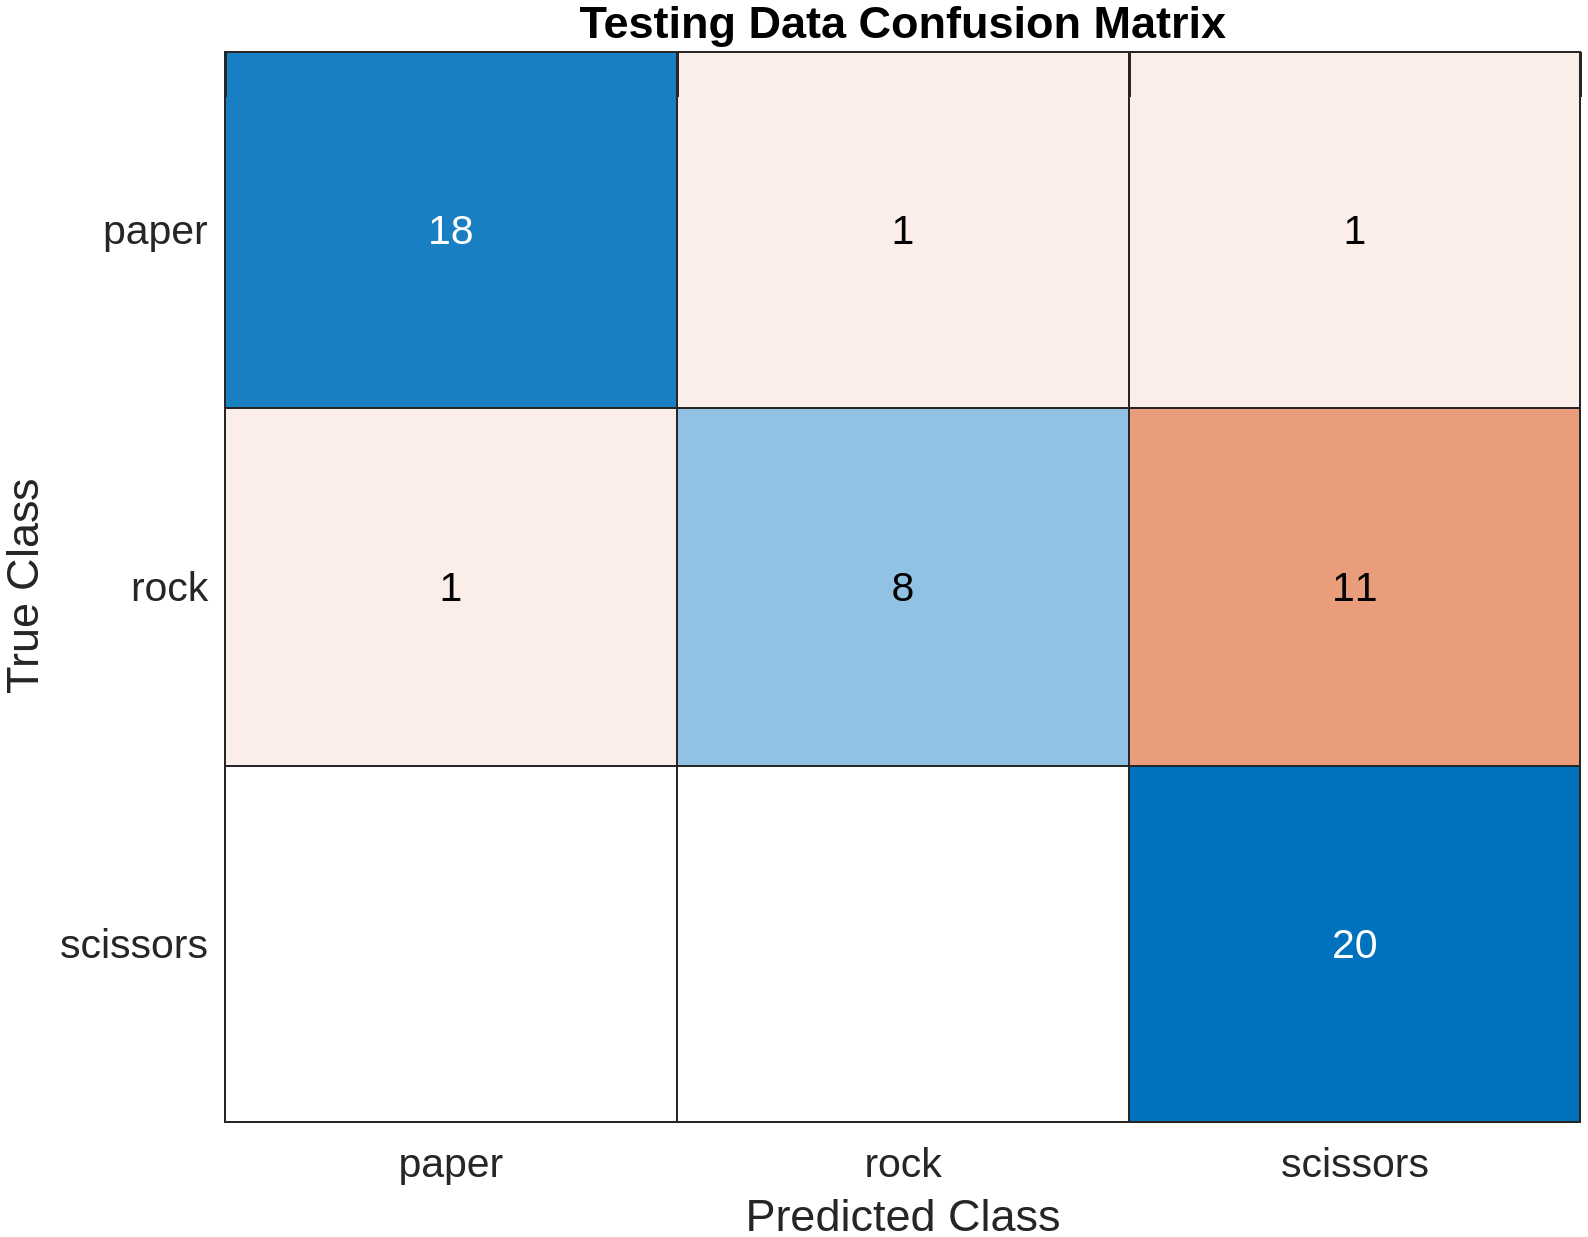 Testing Data Confusion Matrix
paper 18 1 1
rock 1 8 11
scissors 20
paper rock scissors
Predicted Class
True Class